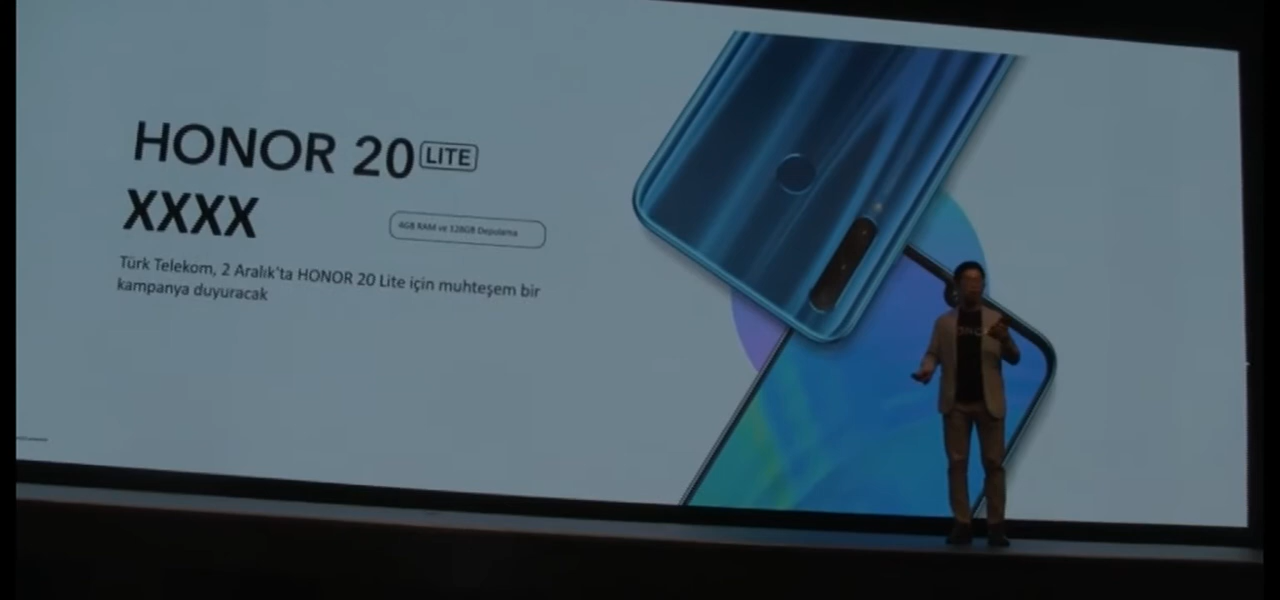 HONOR 20 LITE
XXXX
4GB RAM ve 128GB Depolama
Türk Telekom, 2 Aralık'ta HONOR 20 Lite için muhteşem bir
kampanya duyuracak